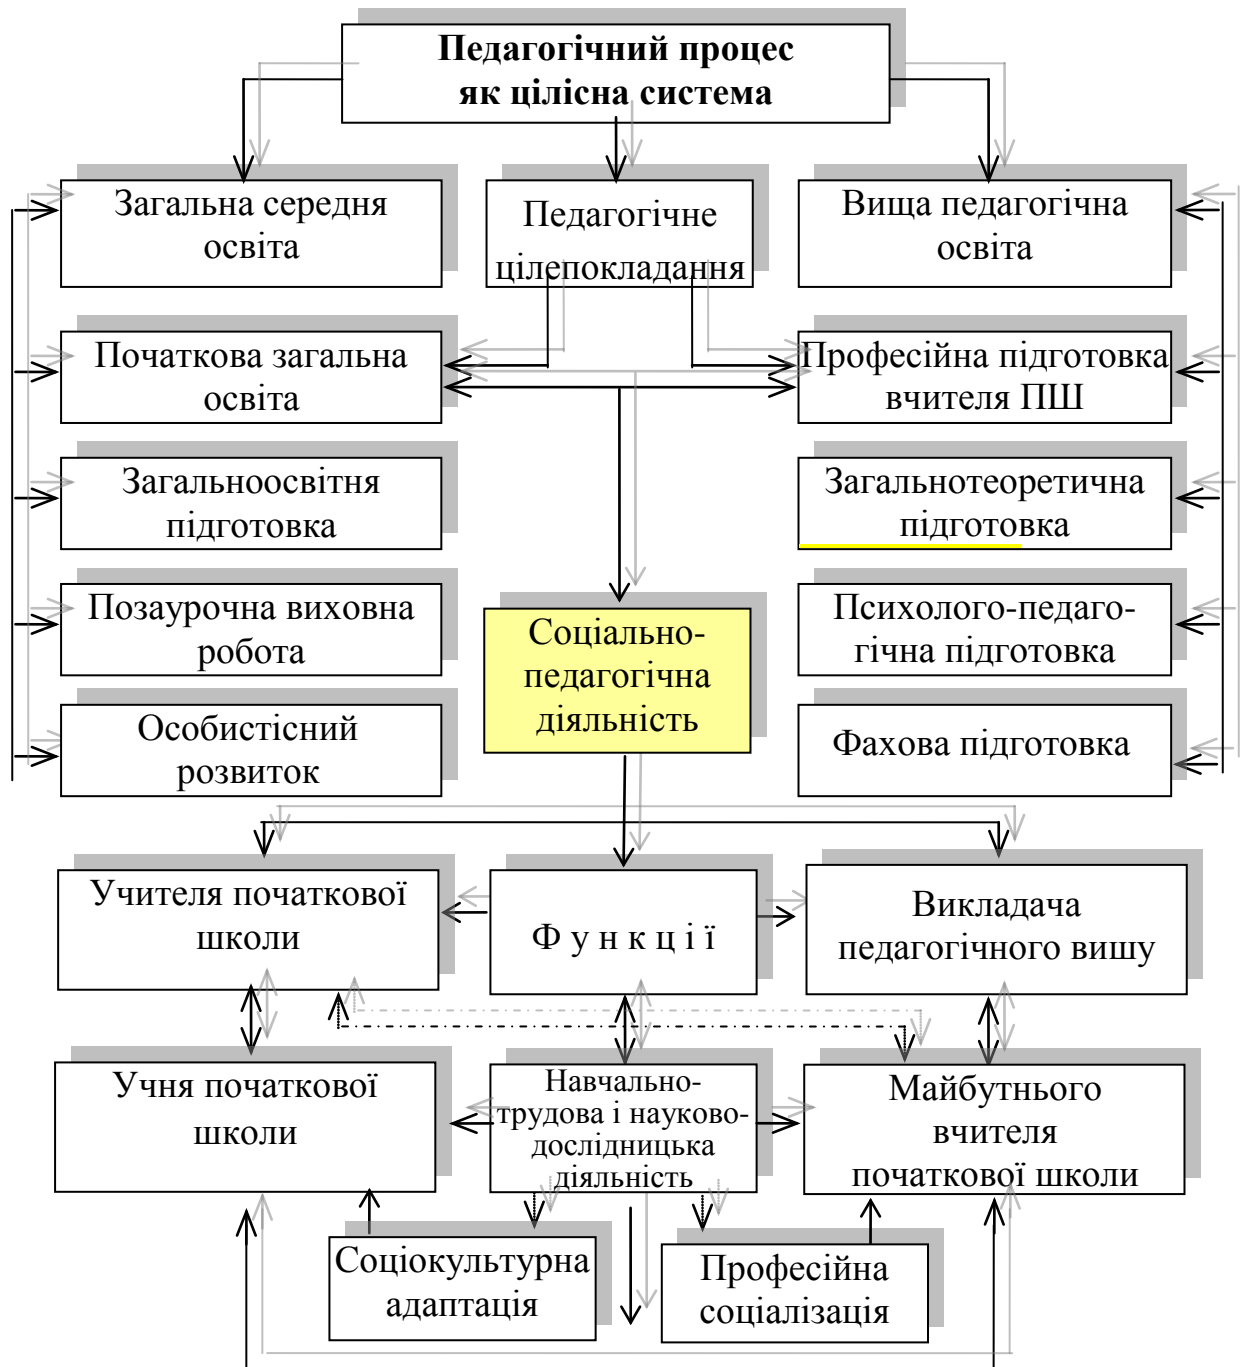 Педагогічний процес
як цілісна система
Загальна середня
освіта
Педагогічне
цілепокладання
Вища педагогічна
освіта
Початкова загальна
освіта
Професійна підготовка
вчителя ПШ
Загальноосвітня
підготовка
Загальнотеоретична
підготовка
Позаурочна виховна
робота
Соціально-
педагогічна
діяльність
Психолого-педаго-
гічна підготовка
Особистісний
розвиток
Фахова підготовка
Учителя початкової
школи
Ф у н к ц і ї
Викладача
педагогічного вишу
Учня початкової
школи
Навчально-
трудова і науково-
дослідницька
діяльність
Майбутнього
вчителя
початкової школи
Соціокультурна
адаптація
Професійна
соціалізація